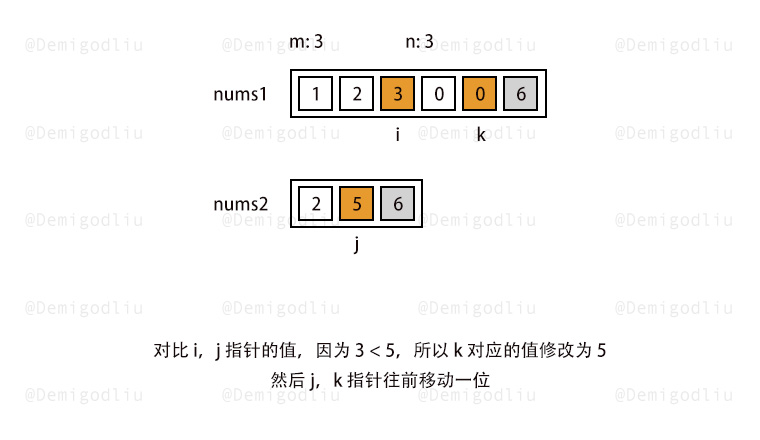 @Demigodliu @Demigodliu @Demigodliu @Demigodliu
m: 3 n: 3
nums1 1 2 3 0 0 6
@Demigodliu @Demigodliu @Demigodliu @Demigodliu
i k
nums2 2 5 6
@Demigodliu @Demigodliu @Demigodliu @Demigodliu
j
@Demigodliu @Demigodliu @Demigodliu @Demigodliu
对比 i，j 指针的值，因为 3 < 5，所以 k 对应的值修改为 5
然后 j，k 指针往前移动一位
@Demigodliu @Demigodliu @Demigodliu @Demigodliu